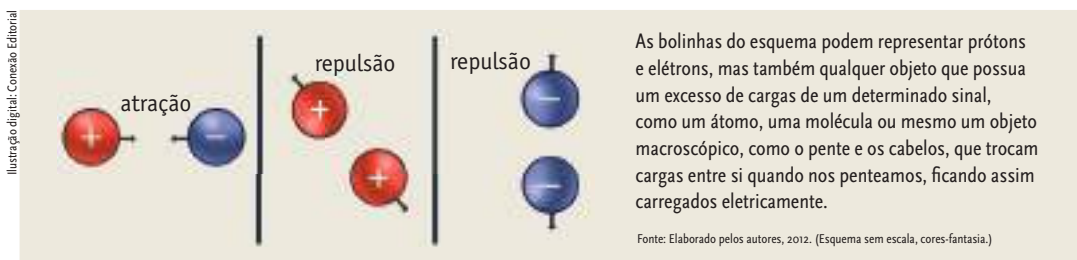 Ilustração digital: Conexão Editorial
atração
+
−
repulsão
+
+
repulsão
−
−
As bolinhas do esquema podem representar prótons
e elétrons, mas também qualquer objeto que possua
um excesso de cargas de um determinado sinal,
como um átomo, uma molécula ou mesmo um objeto
macroscópico, como o pente e os cabelos, que trocam
cargas entre si quando nos penteamos, ficando assim
carregados eletricamente.
Fonte: Elaborado pelos autores, 2012. (Esquema sem escala, cores-fantasia.)